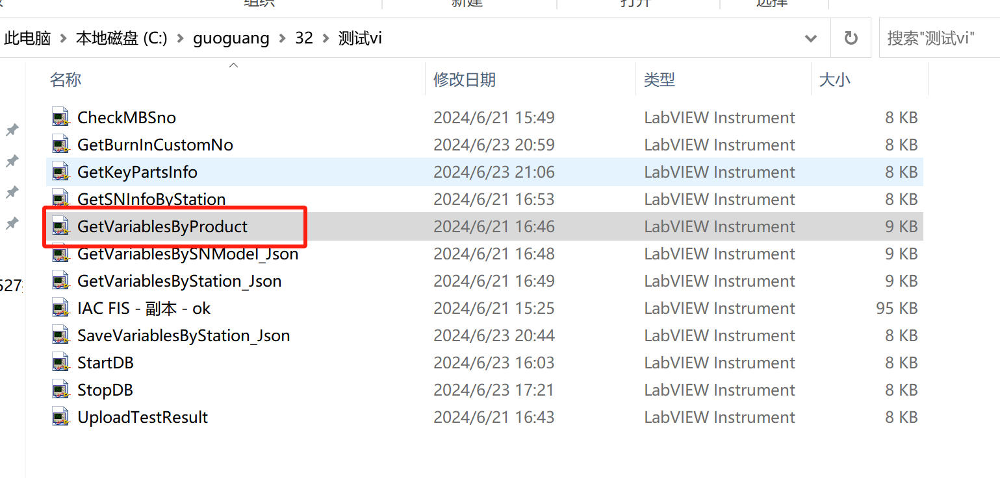 组织 新建 打开 选择
此电脑 > 本地磁盘 (C:) > guoguang > 32 > 测试vi 搜索"测试vi"
名称 修改日期 类型 大小
CheckMBSno 2024/6/21 15:49 LabVIEW Instrument 8 KB
GetBurnInCustomNo 2024/6/23 20:59 LabVIEW Instrument 8 KB
GetKeyPartsInfo 2024/6/23 21:06 LabVIEW Instrument 8 KB
GetSNInfoByStation 2024/6/21 16:53 LabVIEW Instrument 8 KB
GetVariablesByProduct 2024/6/21 16:46 LabVIEW Instrument 9 KB
GetVariablesBySNModel_Json 2024/6/21 16:48 LabVIEW Instrument 9 KB
GetVariablesByStation_Json 2024/6/21 16:49 LabVIEW Instrument 9 KB
IAC FIS - 副本 - ok 2024/6/21 15:25 LabVIEW Instrument 95 KB
SaveVariablesByStation_Json 2024/6/23 20:44 LabVIEW Instrument 8 KB
StartDB 2024/6/23 16:03 LabVIEW Instrument 8 KB
StopDB 2024/6/23 17:21 LabVIEW Instrument 8 KB
UploadTestResult 2024/6/21 16:43 LabVIEW Instrument 8 KB